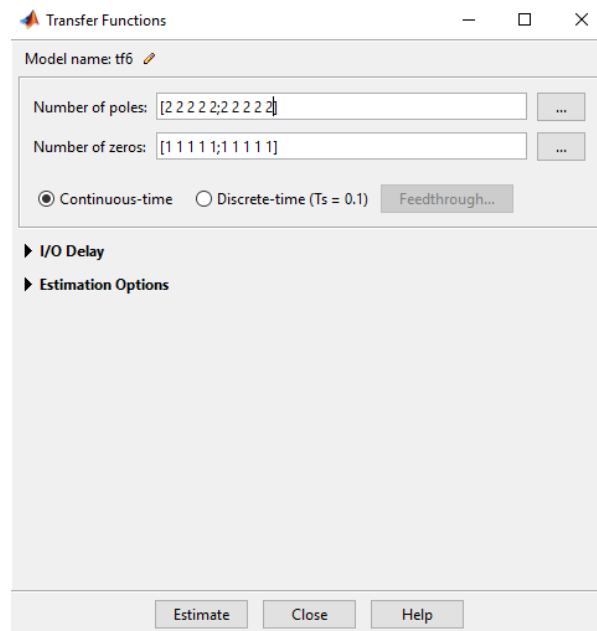 Transfer Functions
Model name: tf6
Number of poles: [2 2 2 2 2;2 2 2 2 2] ...
Number of zeros: [1 1 1 1 1;1 1 1 1 1] ...
Continuous-time Discrete-time (Ts = 0.1) Feedthrough...
I/O Delay
Estimation Options
Estimate Close Help